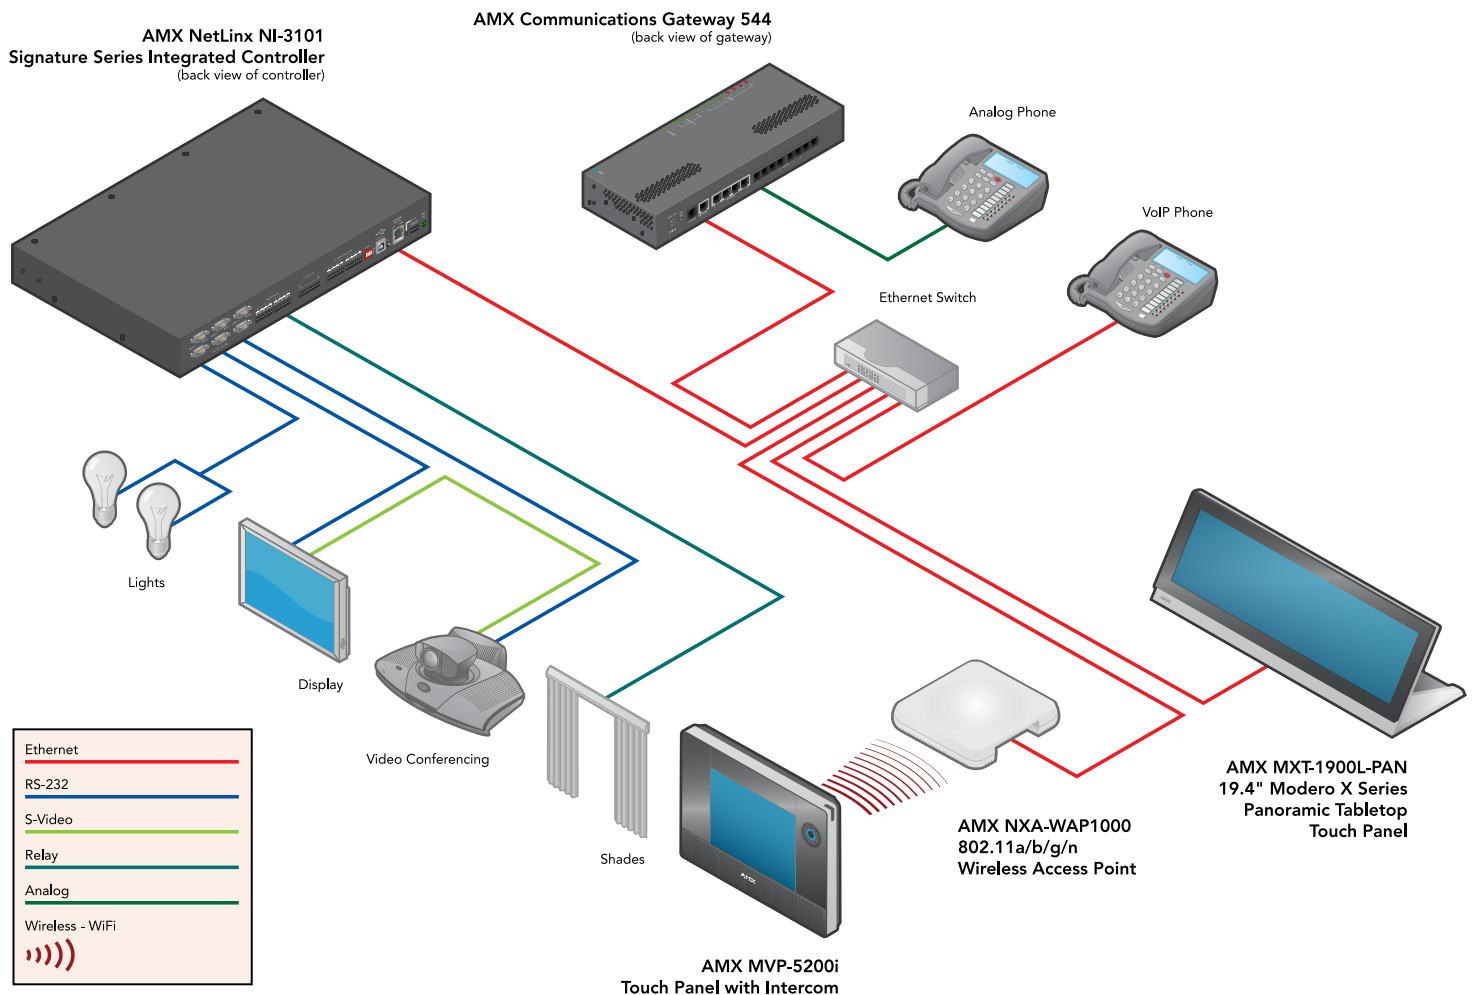 AMX NetLinx NI-3101
Signature Series Integrated Controller
(back view of controller)
AMX Communications Gateway 544
(back view of gateway)
Analog Phone
VoIP Phone
Ethernet Switch
Lights
Display
Video Conferencing
Shades
AMX
AMX MVP-5200i
Touch Panel with Intercom
AMX NXA-WAP1000
802.11a/b/g/n
Wireless Access Point
AMX MXT-1900L-PAN
19.4" Modero X Series
Panoramic Tabletop
Touch Panel
Ethernet
RS-232
S-Video
Relay
Analog
Wireless - WiFi